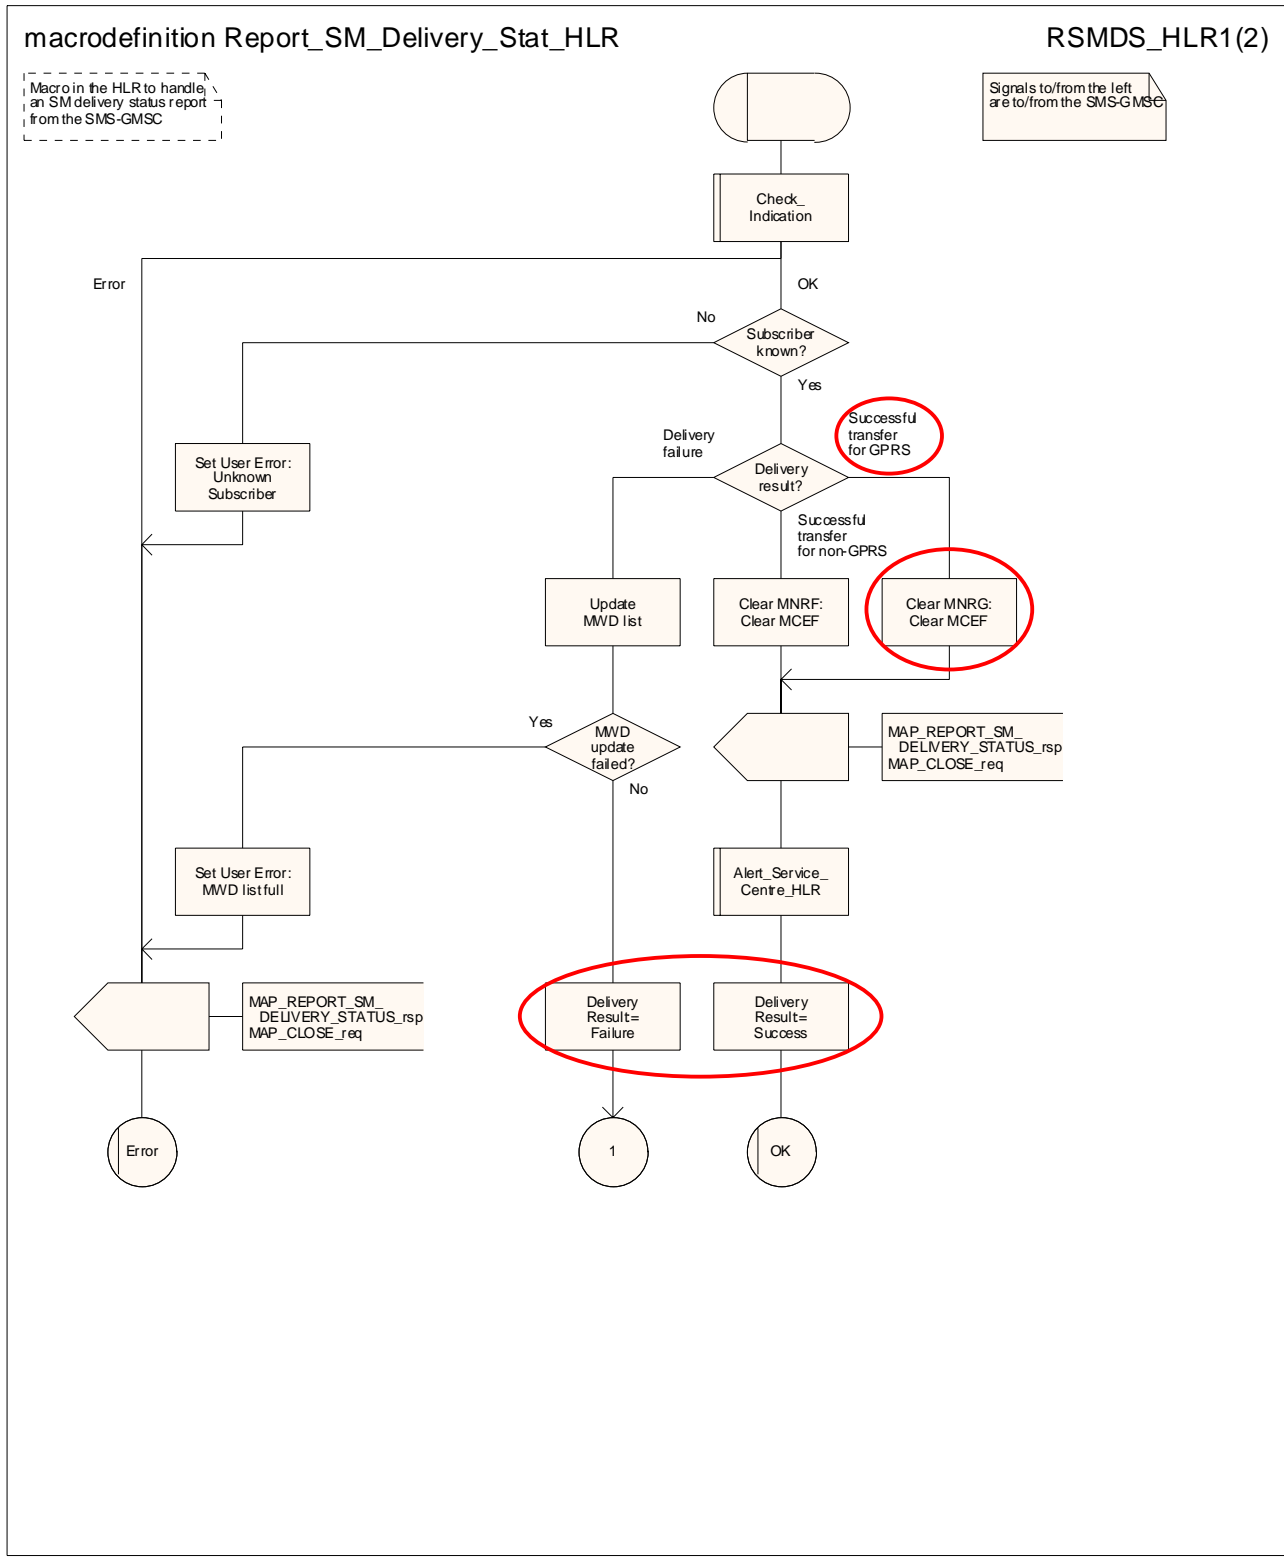 macrodefinition Report_SM_Delivery_Stat_HLR
RSMDS_HLR1(2)
Macro in the HLR to handle
an SM delivery status report
from the SMS-GMSC
Signals to/from the left
are to/from the SMS-GMSC
Check_
Indication
Error
OK
No
Subscriber
known?
Yes
Successful
transfer
for GPRS
Delivery
failure
Set User Error:
Unknown
Subscriber
Delivery
result?
Successful
transfer
for non-GPRS
Update
MWD list
Clear MNRF:
Clear MCEF
Clear MNRG:
Clear MCEF
Yes
MWD
update
failed?
MAP_REPORT_SM_
DELIVERY_STATUS_rsp
MAP_CLOSE_req
No
Set User Error:
MWD list full
Alert_Service_
Centre_HLR
MAP_REPORT_SM_
DELIVERY_STATUS_rsp
MAP_CLOSE_req
Delivery
Result=
Failure
Delivery
Result=
Success
Error
1
OK